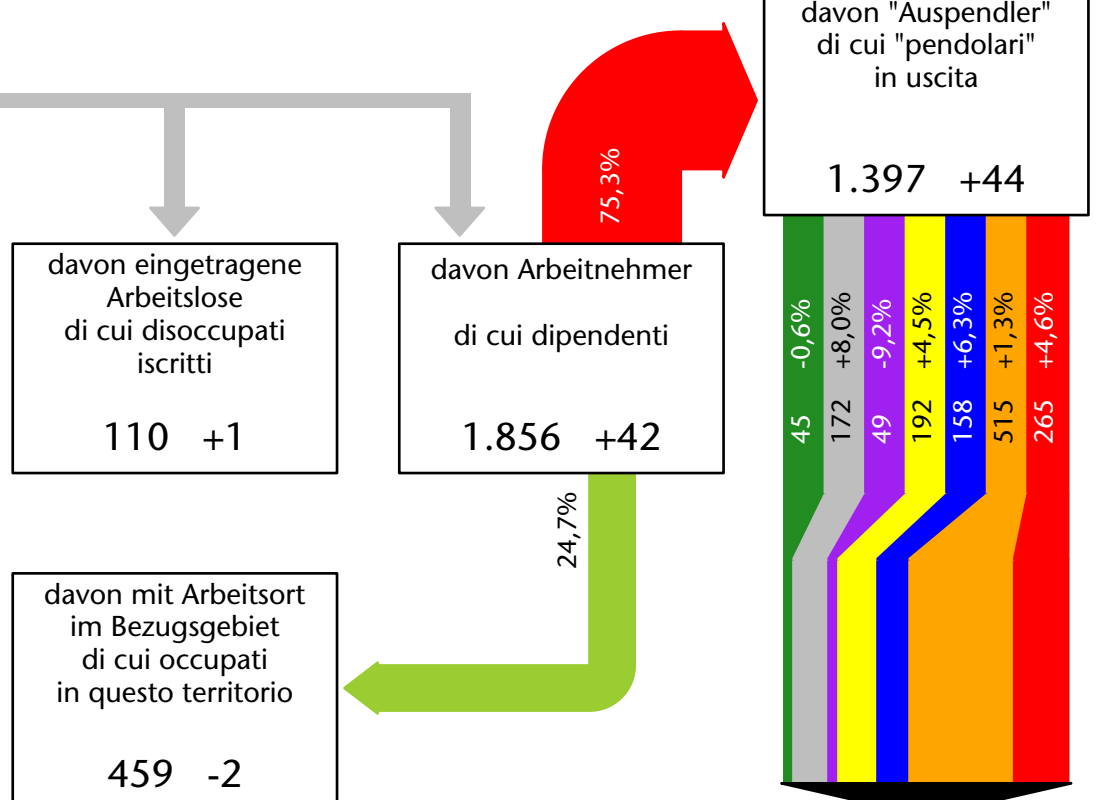 davon "Auspendler"
di cui "pendolari"
in uscita
1.397 +44
75,3%
davon eingetragene
Arbeitslose
di cui disoccupati
iscritti
110 +1
davon Arbeitnehmer
di cui dipendenti
1.856 +42
45 -0,6%
172 +8,0%
49 -9,2%
192 +4,5%
158 +6,3%
515 +1,3%
265 +4,6%
24,7%
davon mit Arbeitsort
im Bezugsgebiet
di cui occupati
in questo territorio
459 -2